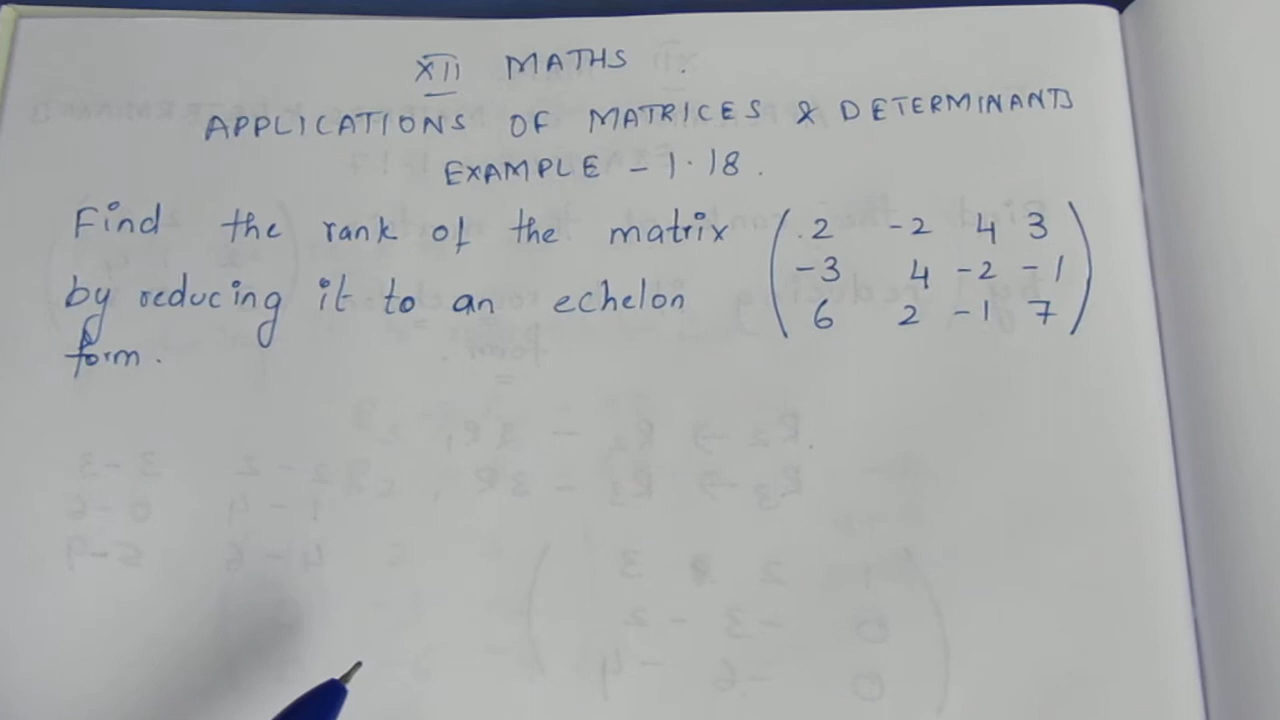 XII MATHS.
APPLICATIONS OF MATRICES & DETERMINANTS
EXAMPLE - 1.18.
Find the rank of the matrix ( 2 -2 4 3
by reducing it to an echelon -3 4 -2 -1
form. 6 2 -1 7 )